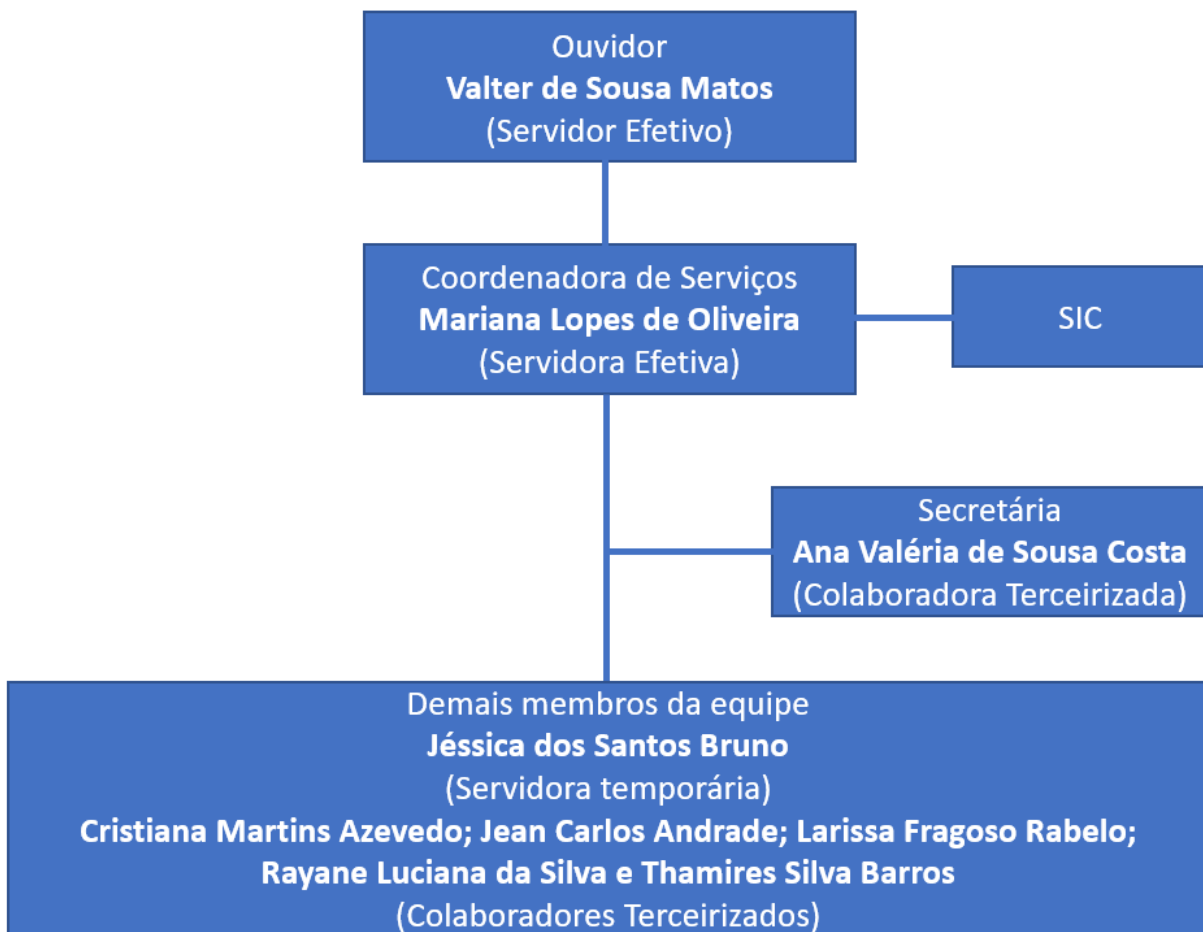 Ouvidor
Valter de Sousa Matos
(Servidor Efetivo)
Coordenadora de Serviços
Mariana Lopes de Oliveira
(Servidora Efetiva)
SIC
Secretária
Ana Valéria de Sousa Costa
(Colaboradora Terceirizada)
Demais membros da equipe
Jéssica dos Santos Bruno
(Servidora temporária)
Cristiana Martins Azevedo; Jean Carlos Andrade; Larissa Fragoso Rabelo;
Rayane Luciana da Silva e Thamires Silva Barros
(Colaboradores Terceirizados)